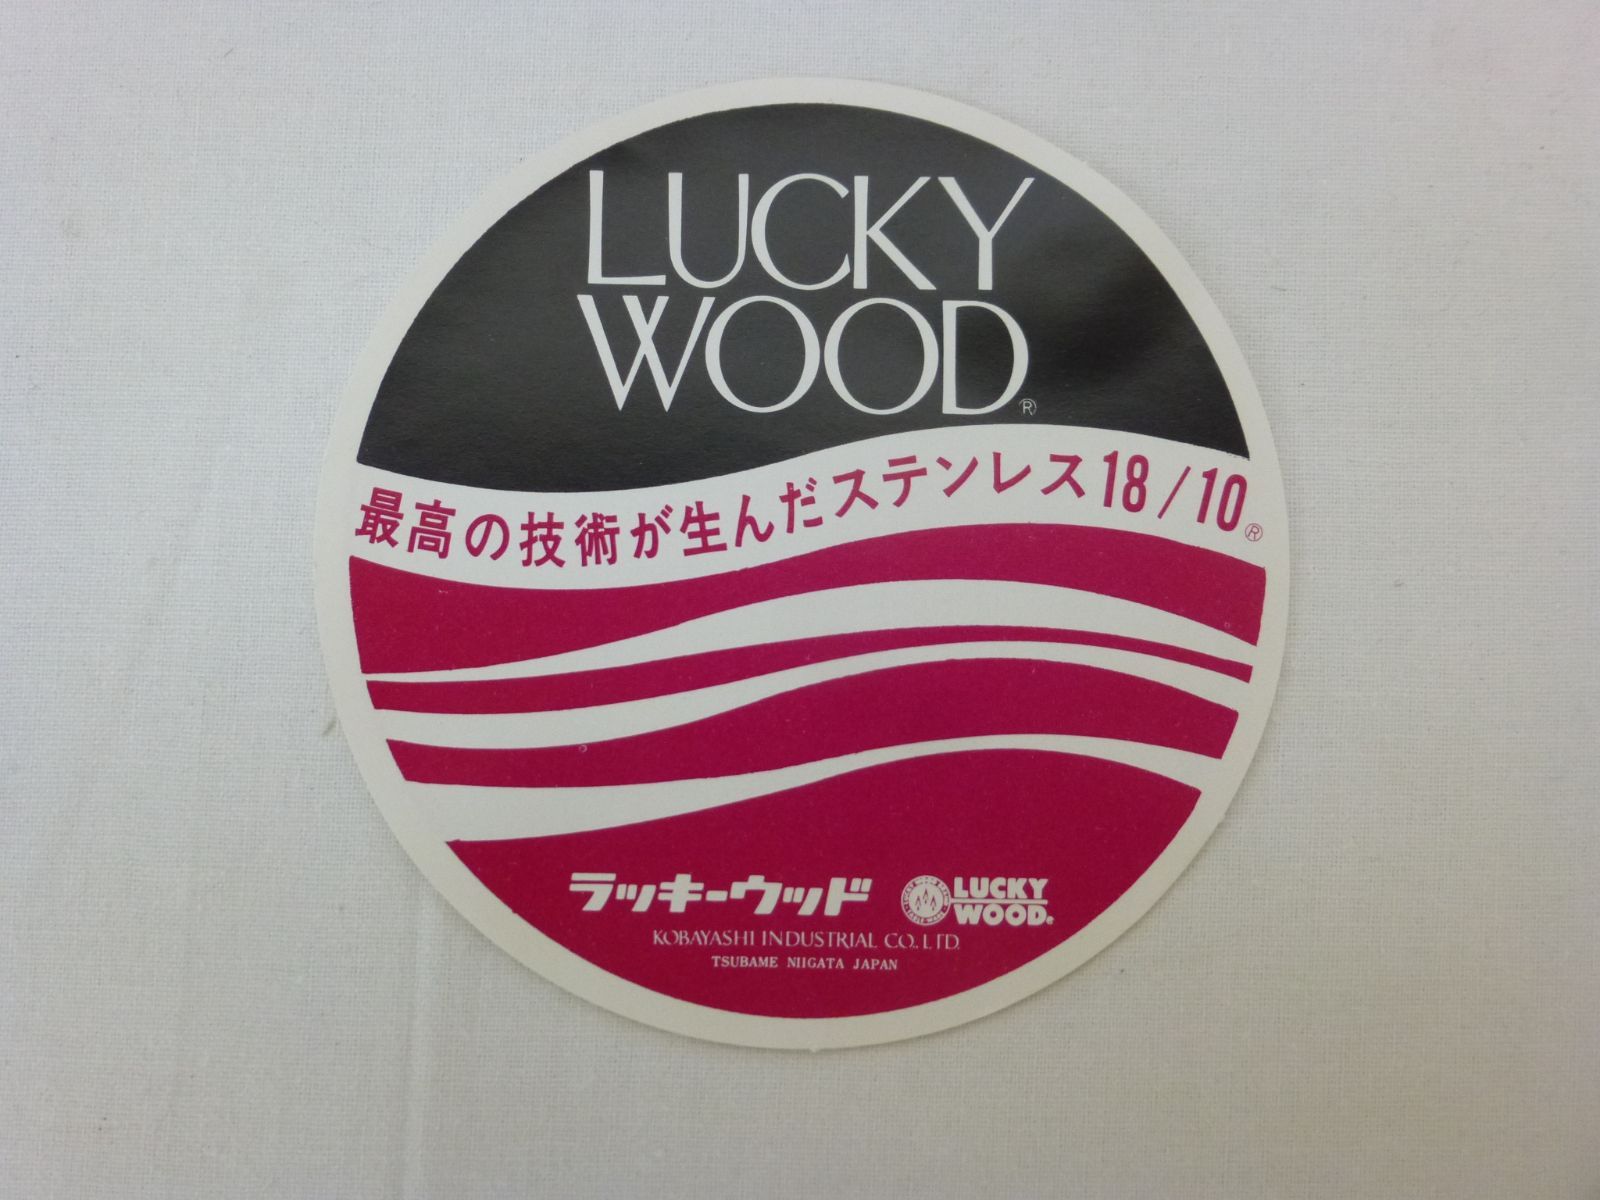 LUCKY
WOOD®
最高の技術が生んだステンレス18/10®
ラッキーウッド
LUCKY
WOOD®
KOBAYASHI INDUSTRIAL CO., LTD.
TSUBAME NIIGATA JAPAN